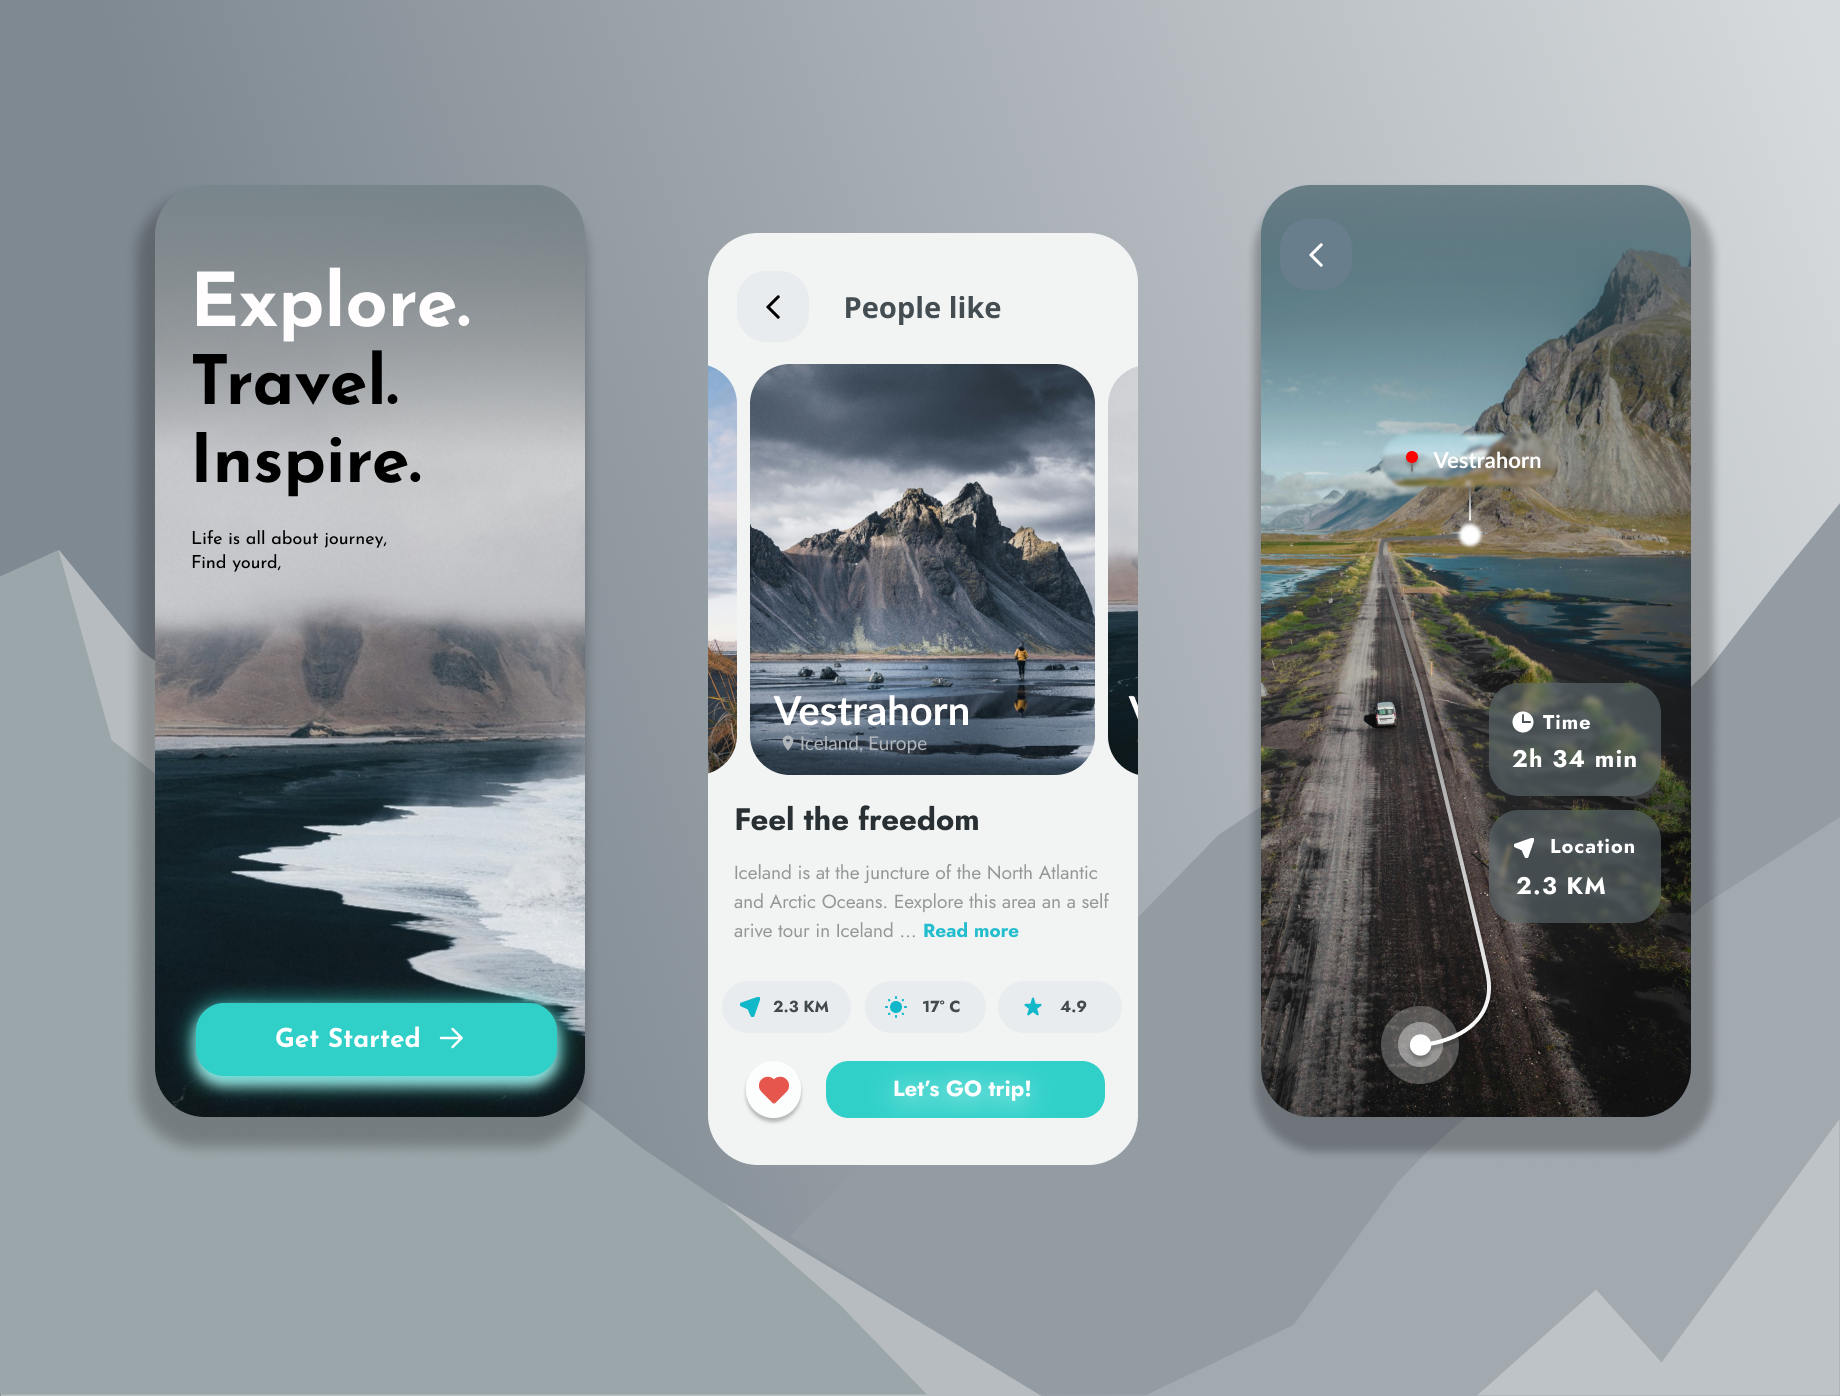 Explore.
Travel.
Inspire.
Life is all about journey,
Find yourd,
Get Started
People like
Vestrahorn
Iceland, Europe
Feel the freedom
Iceland is at the juncture of the North Atlantic
and Arctic Oceans. Eexplore this area an a self
arive tour in Iceland ... Read more
2.3 KM
17° C
4.9
Let's GO trip!
Vestrahorn
Time
2h 34 min
Location
2.3 KM